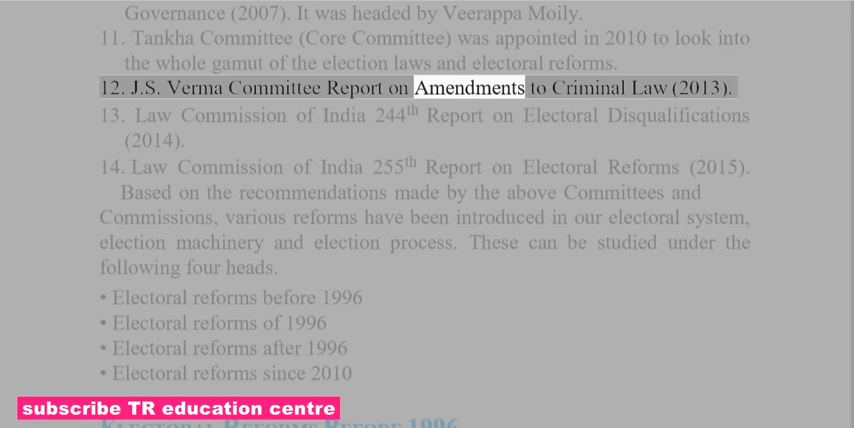 Governance (2007). It was headed by Veerappa Moily.
11. Tankha Committee (Core Committee) was appointed in 2010 to look into
the whole gamut of the election laws and electoral reforms.
12. J.S. Verma Committee Report on Amendments to Criminal Law (2013).
13. Law Commission of India 244th Report on Electoral Disqualifications
(2014).
14. Law Commission of India 255th Report on Electoral Reforms (2015).
Based on the recommendations made by the above Committees and
Commissions, various reforms have been introduced in our electoral system,
election machinery and election process. These can be studied under the
following four heads.
• Electoral reforms before 1996
• Electoral reforms of 1996
• Electoral reforms after 1996
• Electoral reforms since 2010
subscribe TR education centre
ELECTORAL REFORMS BEFORE 1996